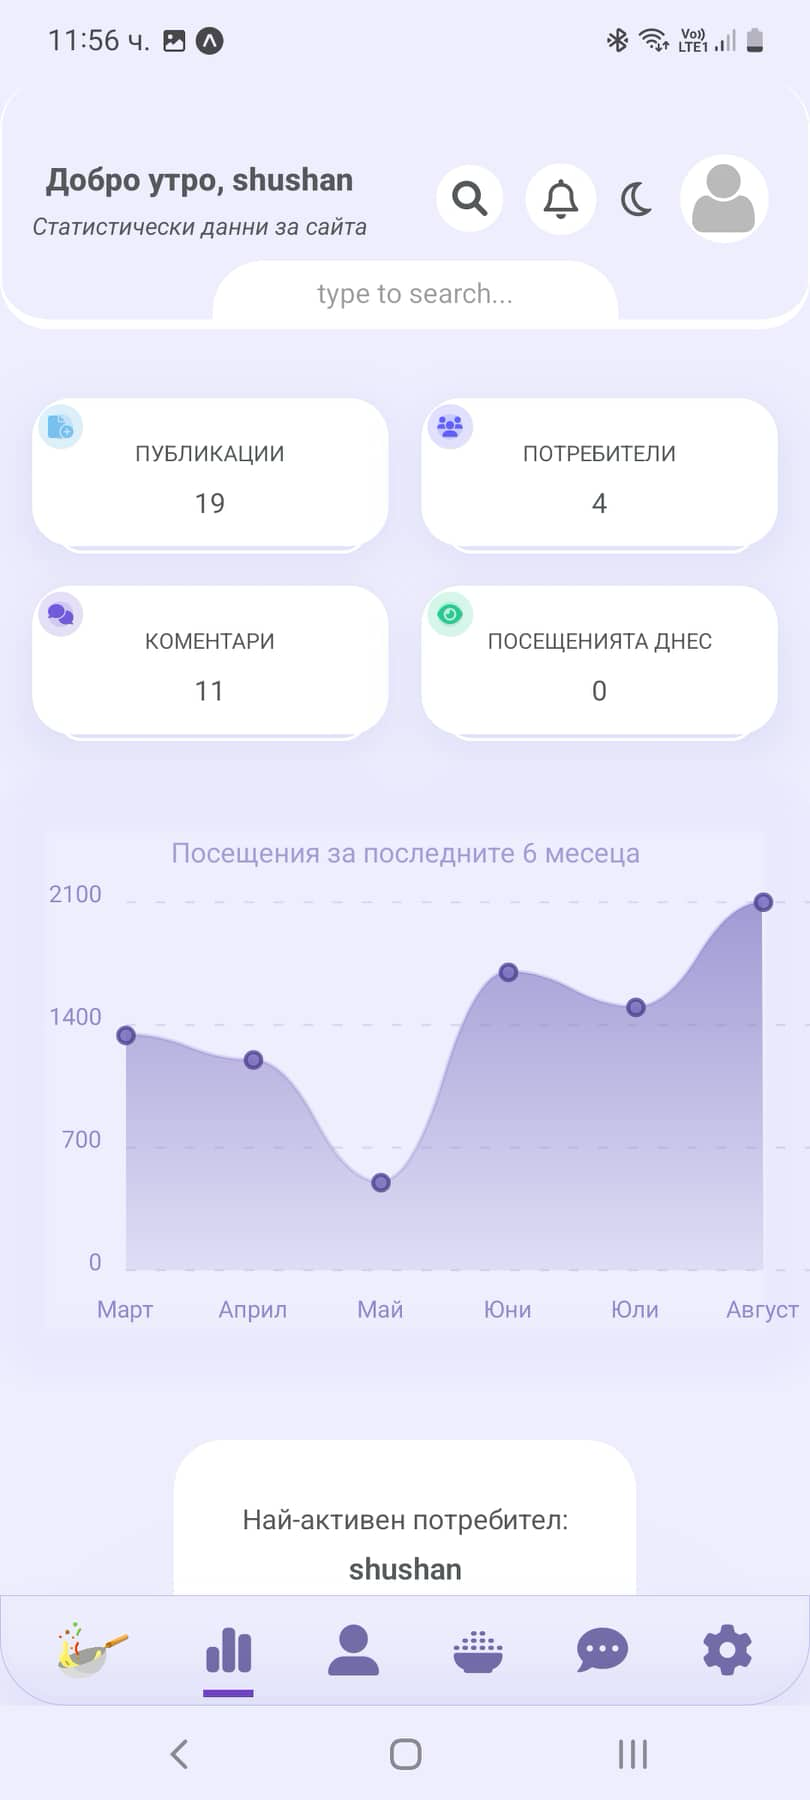 11:56 ч.
Vo)) LTE1
Добро утро, shushan
Статистически данни за сайта
type to search...
ПУБЛИКАЦИИ
19
ПОТРЕБИТЕЛИ
4
КОМЕНТАРИ
11
ПОСЕЩЕНИЯТА ДНЕС
0
Посещения за последните 6 месеца
2100
1400
700
0
Март Април Май Юни Юли Август
Най-активен потребител:
shushan